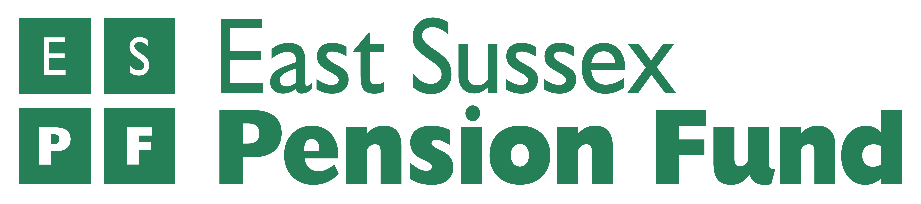 E S
P F
East Sussex
Pension Fund